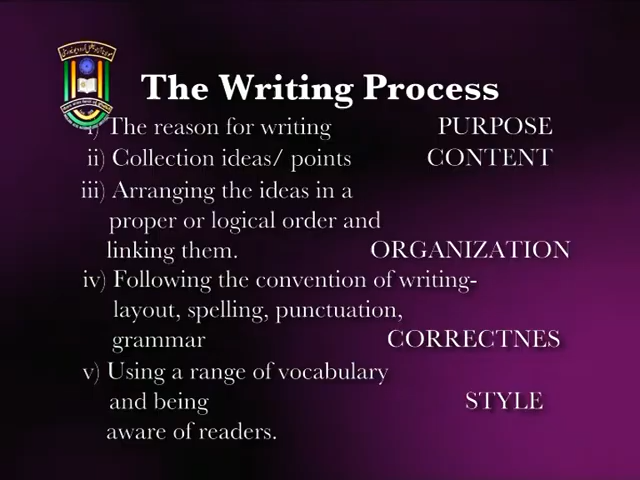 The Writing Process
i) The reason for writing PURPOSE
ii) Collection ideas/ points CONTENT
iii) Arranging the ideas in a
proper or logical order and
linking them. ORGANIZATION
iv) Following the convention of writing-
layout, spelling, punctuation,
grammar CORRECTNES
v) Using a range of vocabulary
and being STYLE
aware of readers.